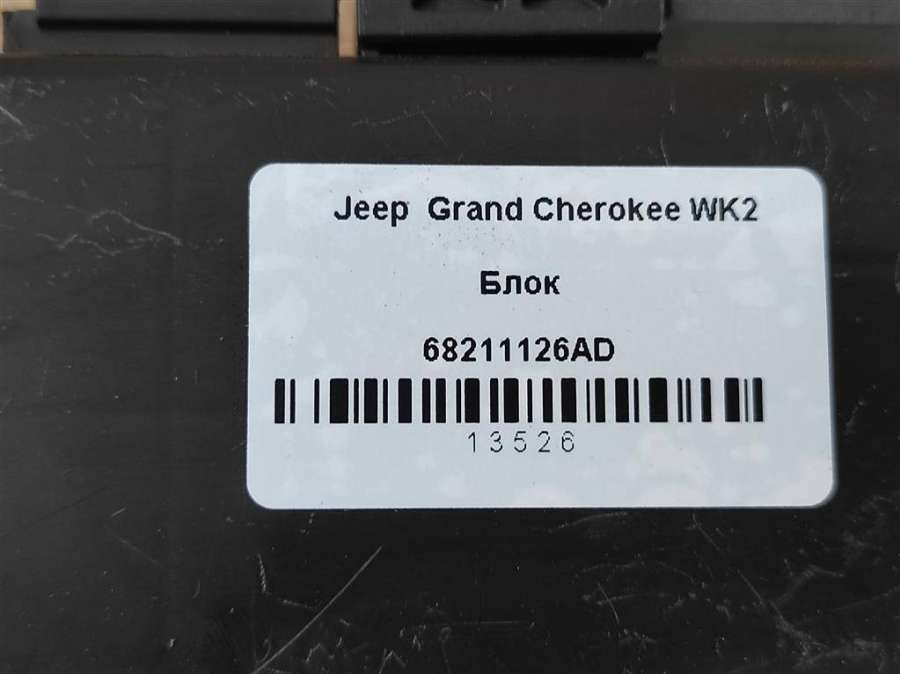 Jeep Grand Cherokee WK2
Блок
68211126AD
13526